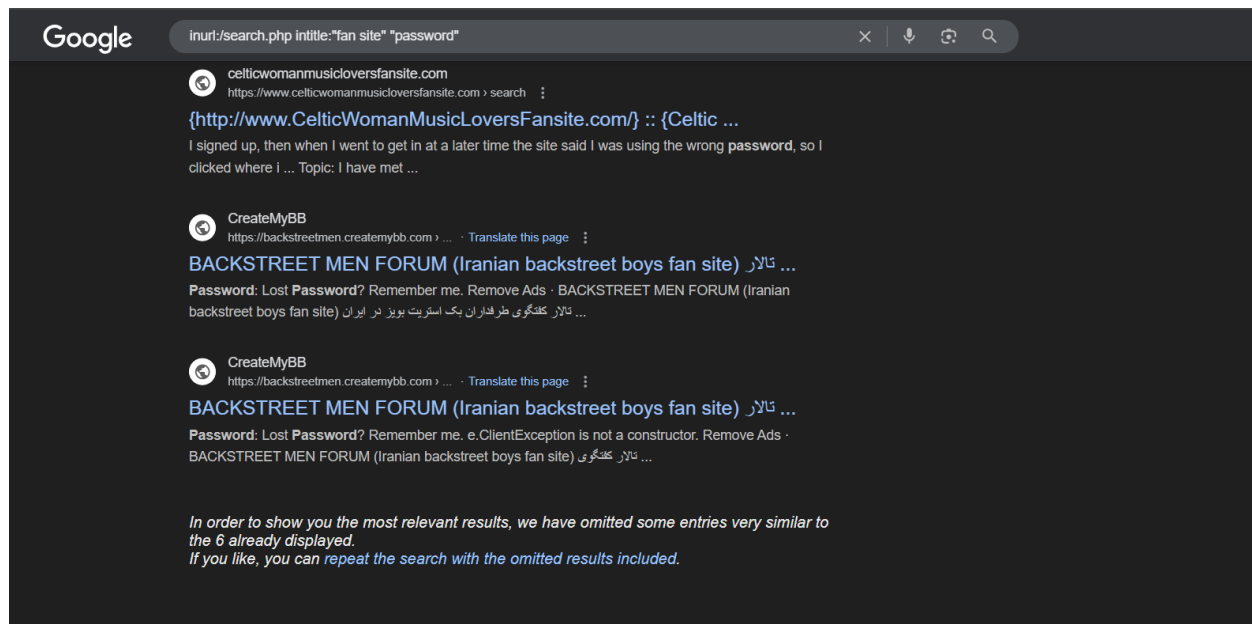 Google
inurl:/search.php intitle:"fan site" "password"
celticwomanmusicloversfansite.com
https://www.celticwomanmusicloversfansite.com › search
{http://www.CelticWomanMusicLoversFansite.com/} :: {Celtic ...
I signed up, then when I went to get in at a later time the site said I was using the wrong password, so I
clicked where i ... Topic: I have met ...
CreateMyBB
https://backstreetmen.createmybb.com › ... · Translate this page
BACKSTREET MEN FORUM (Iranian backstreet boys fan site) تالار ...
Password: Lost Password? Remember me. Remove Ads · BACKSTREET MEN FORUM (Iranian
backstreet boys fan site) تالار گفتگوی طرفداران بک استریت بویز در ایران ...
CreateMyBB
https://backstreetmen.createmybb.com › ... · Translate this page
BACKSTREET MEN FORUM (Iranian backstreet boys fan site) تالار ...
Password: Lost Password? Remember me. e.ClientException is not a constructor. Remove Ads ·
BACKSTREET MEN FORUM (Iranian backstreet boys fan site) تالار گفتگوی ...
In order to show you the most relevant results, we have omitted some entries very similar to
the 6 already displayed.
If you like, you can repeat the search with the omitted results included.